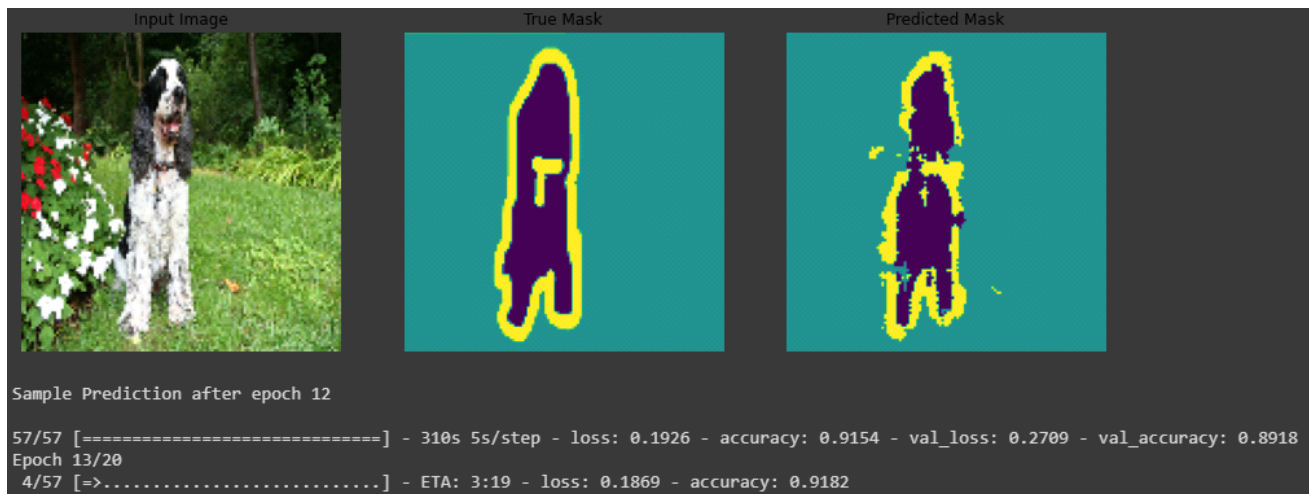 Input Image True Mask Predicted Mask
Sample Prediction after epoch 12
57/57 [==============================] - 310s 5s/step - loss: 0.1926 - accuracy: 0.9154 - val_loss: 0.2709 - val_accuracy: 0.8918
Epoch 13/20
4/57 [=>............................] - ETA: 3:19 - loss: 0.1869 - accuracy: 0.9182